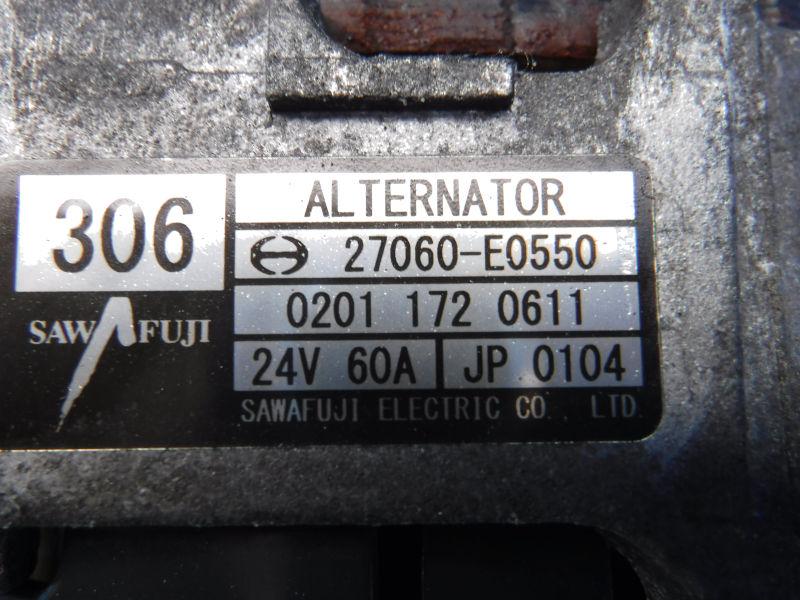 306
ALTERNATOR
27060-E0550
0201 172 0611
SAWAFUJI
24V 60A JP 0104
SAWAFUJI ELECTRIC CO., LTD.